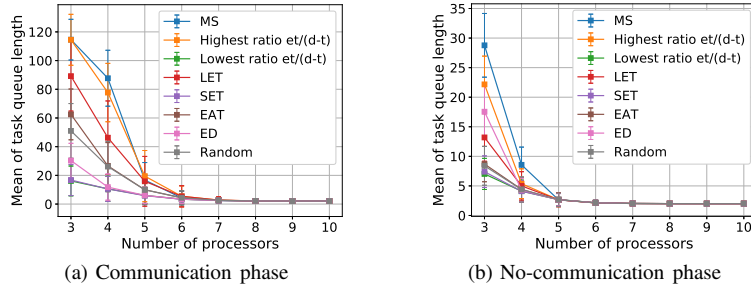 Mean of task queue length
120
100
80
60
40
20
0
3 4 5 6 7 8 9 10
Number of processors
MS
Highest ratio et/(d-t)
Lowest ratio et/(d-t)
LET
SET
EAT
ED
Random
(a) Communication phase
Mean of task queue length
35
30
25
20
15
10
5
0
3 4 5 6 7 8 9 10
Number of processors
MS
Highest ratio et/(d-t)
Lowest ratio et/(d-t)
LET
SET
EAT
ED
Random
(b) No-communication phase